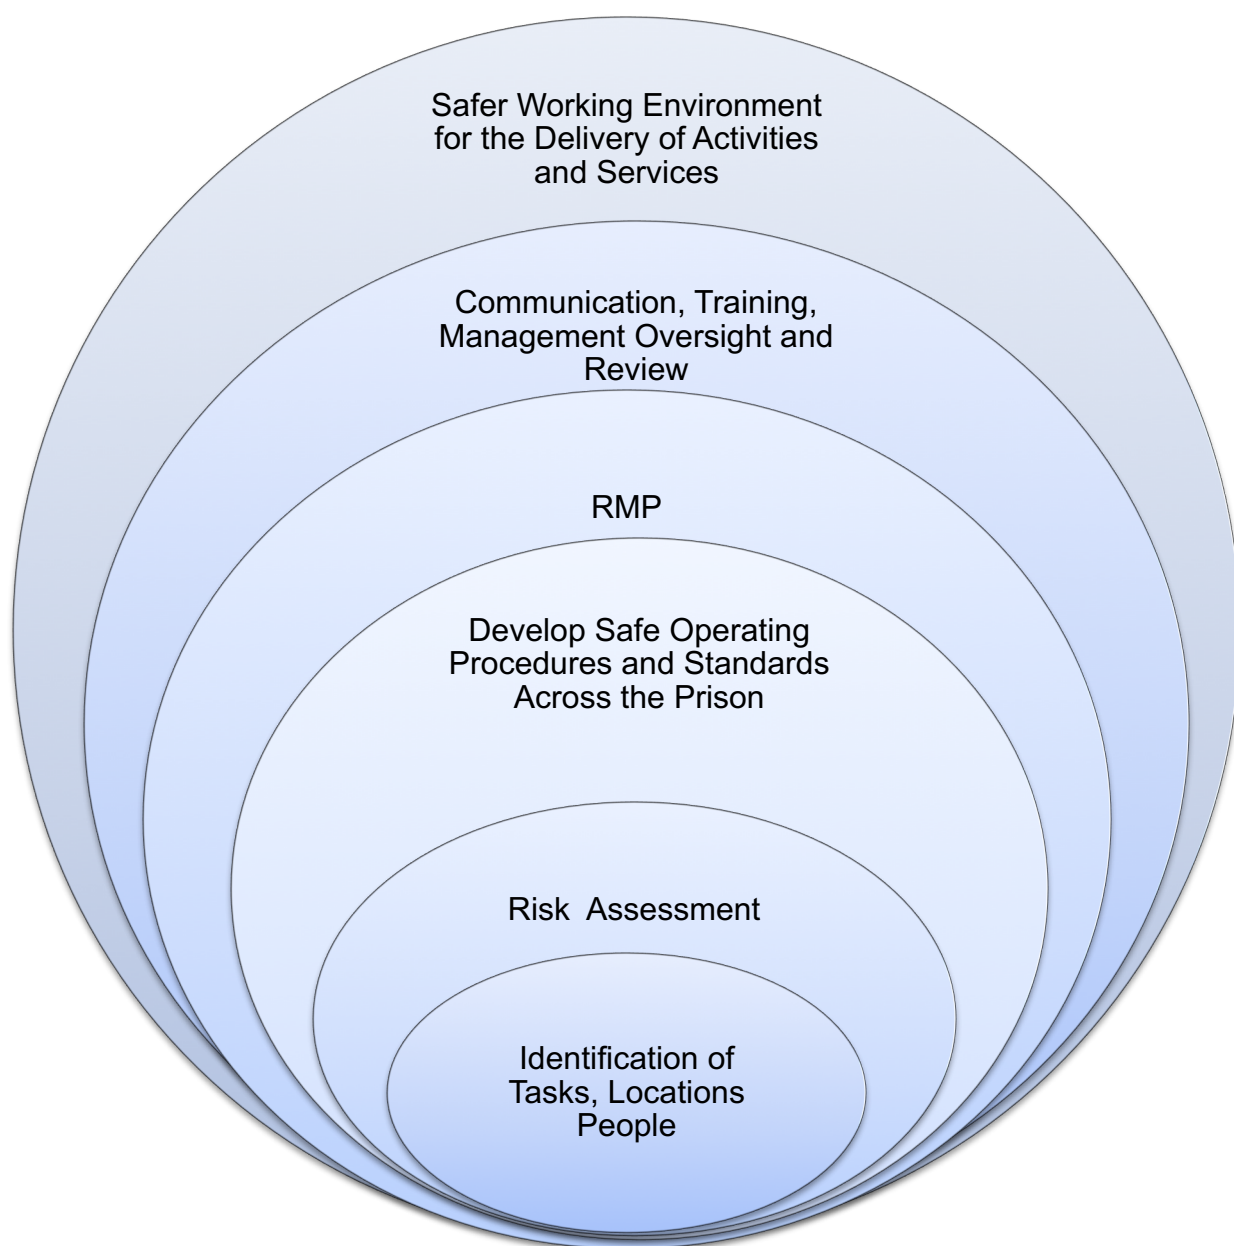 Safer Working Environment
for the Delivery of Activities
and Services
Communication, Training,
Management Oversight and
Review
RMP
Develop Safe Operating
Procedures and Standards
Across the Prison
Risk  Assessment
Identification of
Tasks, Locations
People